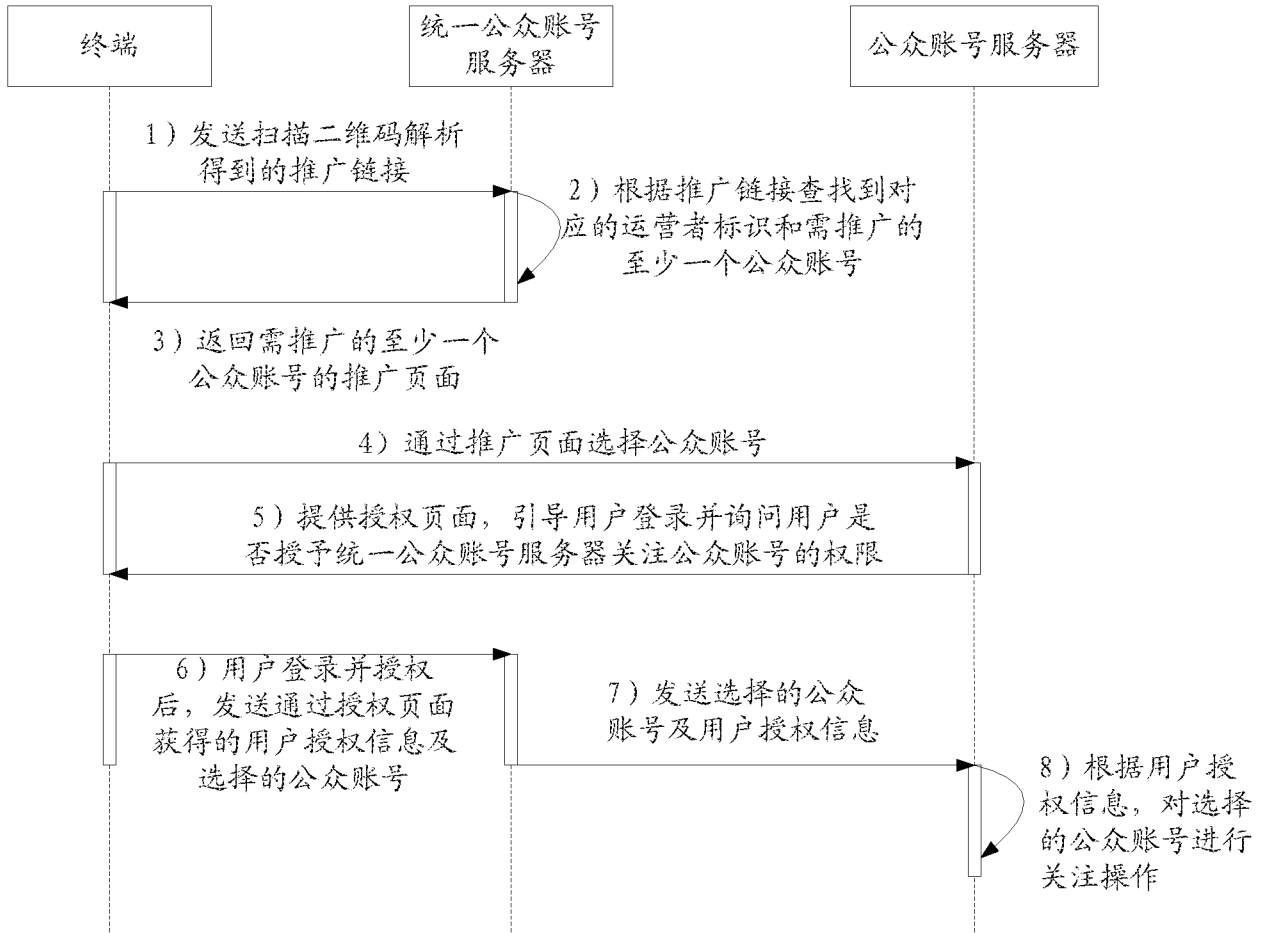 终端
统一公众账号
服务器
公众账号服务器
1）发送扫描二维码解析
得到的推广链接
2）根据推广链接查找到对
应的运营者标识和需推广的
至少一个公众账号
3）返回需推广的至少一个
公众账号的推广页面
4）通过推广页面选择公众账号
5）提供授权页面，引导用户登录并询问用户是
否授予统一公众账号服务器关注公众账号的权限
6）用户登录并授权
后，发送通过授权页面
获得的用户授权信息及
选择的公众账号
7）发送选择的公众
账号及用户授权信息
8）根据用户授
权信息，对选择
的公众账号进行
关注操作